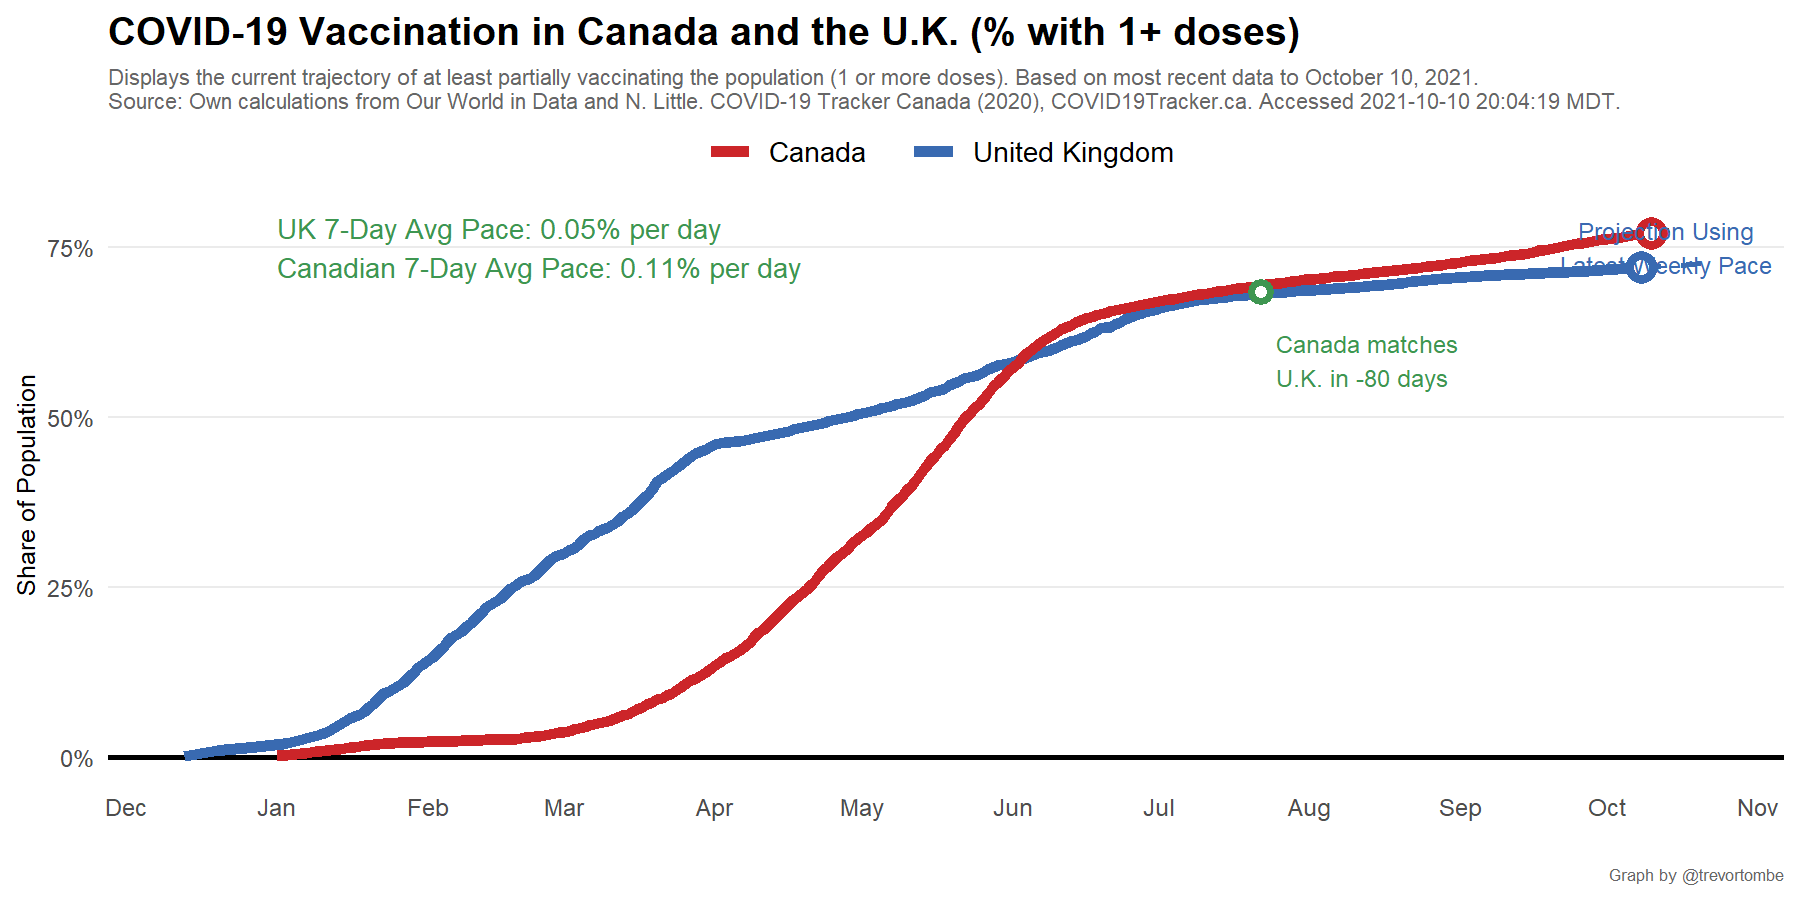 COVID-19 Vaccination in Canada and the U.K. (% with 1+ doses)
Displays the current trajectory of at least partially vaccinating the population (1 or more doses). Based on most recent data to October 10, 2021.
Source: Own calculations from Our World in Data and N. Little. COVID-19 Tracker Canada (2020), COVID19Tracker.ca. Accessed 2021-10-10 20:04:19 MDT.
Canada
United Kingdom
UK 7-Day Avg Pace: 0.05% per day
Canadian 7-Day Avg Pace: 0.11% per day
Projection Using
Latest Weekly Pace
Canada matches
U.K. in -80 days
Share of Population
75%
50%
25%
0%
Dec Jan Feb Mar Apr May Jun Jul Aug Sep Oct Nov
Graph by @trevortombe